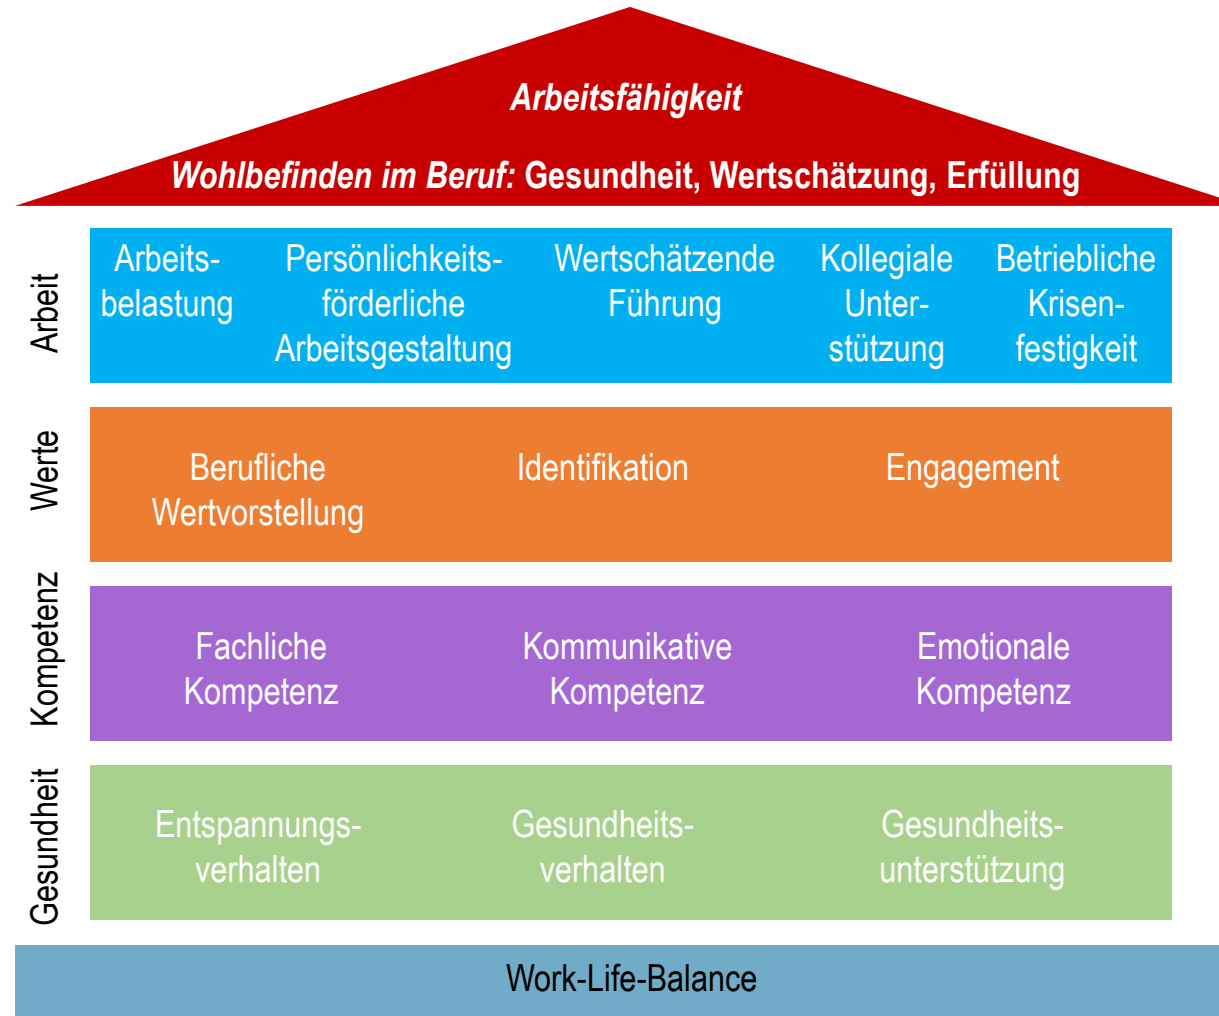 Arbeitsfähigkeit
Wohlbefinden im Beruf: Gesundheit, Wertschätzung, Erfüllung
Arbeit
Arbeits-
belastung
Persönlichkeits-
förderliche
Arbeitsgestaltung
Wertschätzende
Führung
Kollegiale
Unter-
stützung
Betriebliche
Krisen-
festigkeit
Werte
Berufliche
Wertvorstellung
Identifikation
Engagement
Kompetenz
Fachliche
Kompetenz
Kommunikative
Kompetenz
Emotionale
Kompetenz
Gesundheit
Entspannungs-
verhalten
Gesundheits-
verhalten
Gesundheits-
unterstützung
Work-Life-Balance